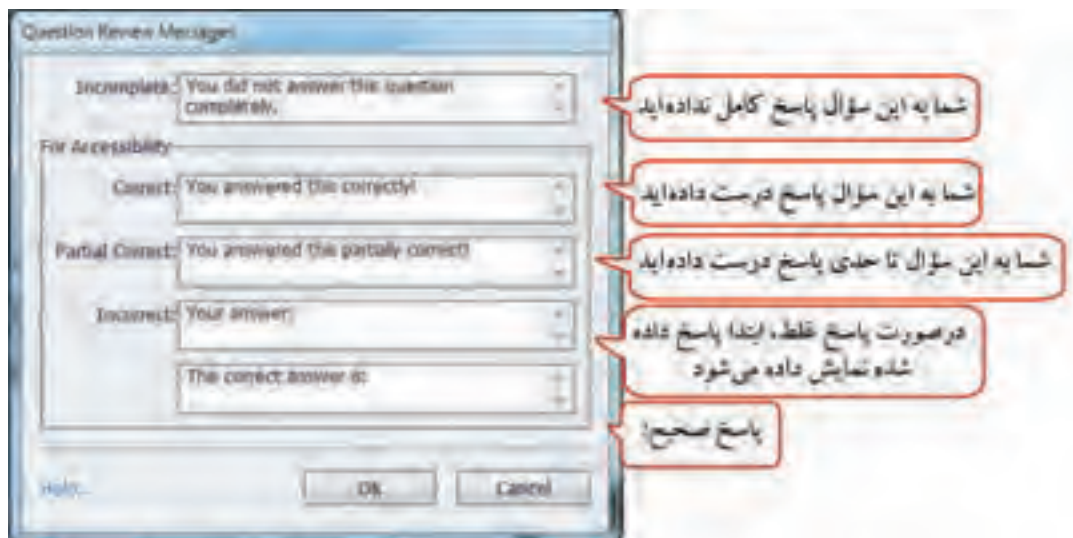 Question Review Messages
Incomplete: You did not answer this question
completely.
شما به این سؤال پاسخ کامل نداده‌اید
For Accessibility
Correct: You answered this correctly!
شما به این سؤال پاسخ درست داده‌اید
Partial Correct: You answered this partially correct!
شما به این سؤال تا حدی پاسخ درست داده‌اید
Incorrect: Your answer:
درصورت پاسخ غلط، ابتدا پاسخ داده
شده نمایش داده می‌شود
The correct answer is:
پاسخ صحیح:
Help...
OK
Cancel